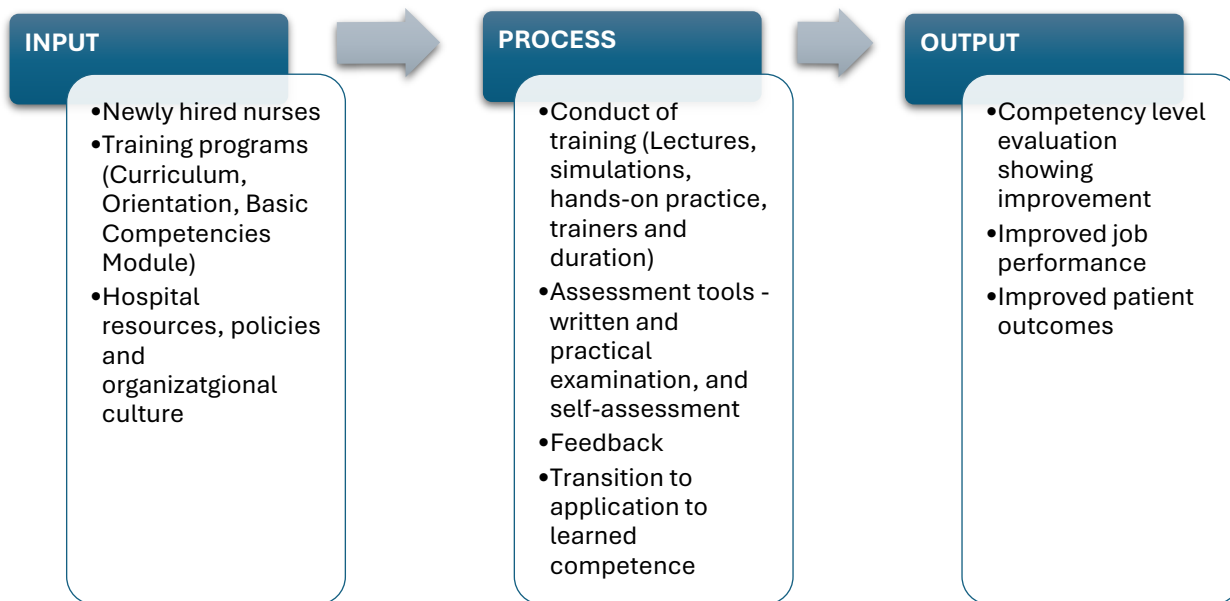 INPUT
•Newly hired nurses
•Training programs
(Curriculum,
Orientation, Basic
Competencies
Module)
•Hospital
resources, policies
and
organizatgional
culture
PROCESS
•Conduct of
training (Lectures,
simulations,
hands-on practice,
trainers and
duration)
•Assessment tools -
written and
practical
examination, and
self-assessment
•Feedback
•Transition to
application to
learned
competence
OUTPUT
•Competency level
evaluation
showing
improvement
•Improved job
performance
•Improved patient
outcomes